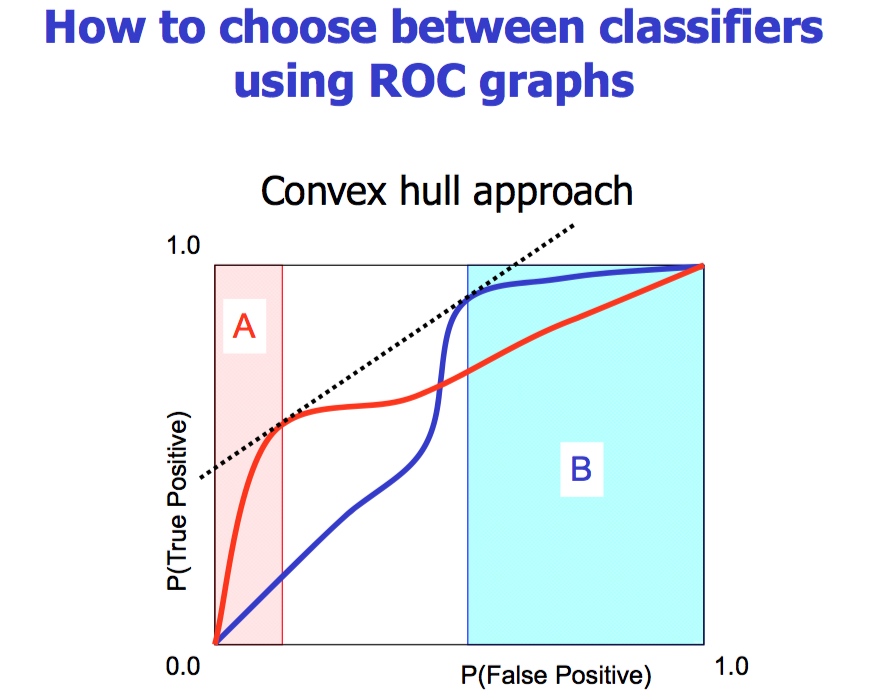 How to choose between classifiers
using ROC graphs
Convex hull approach
1.0
A
P(True Positive)
B
0.0
P(False Positive)
1.0